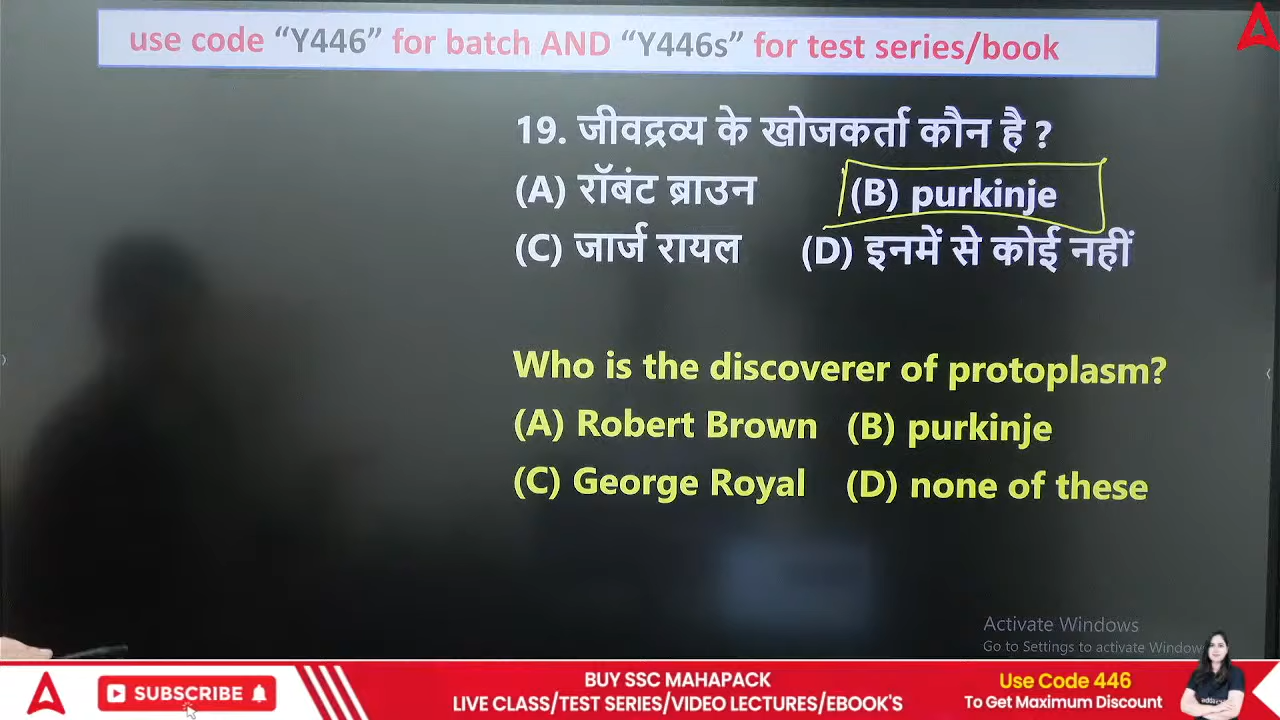 use code “Y446” for batch AND “Y446s” for test series/book
19. जीवद्रव्य के खोजकर्ता कौन है ?
(A) रॉबंट ब्राउन (B) purkinje
(C) जार्ज रायल (D) इनमें से कोई नहीं
Who is the discoverer of protoplasm?
(A) Robert Brown (B) purkinje
(C) George Royal (D) none of these
Activate Windows
Go to Settings to activate Windows
SUBSCRIBE
BUY SSC MAHAPACK
LIVE CLASS/TEST SERIES/VIDEO LECTURES/EBOOK'S
Use Code 446
To Get Maximum Discount